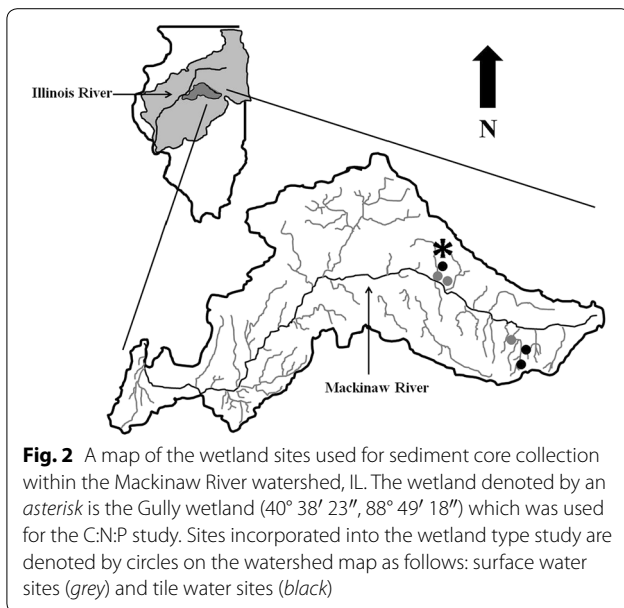 Illinois River
N
*
Mackinaw River
Fig. 2 A map of the wetland sites used for sediment core collection
within the Mackinaw River watershed, IL. The wetland denoted by an
asterisk is the Gully wetland (40° 38′ 23″, 88° 49′ 18″) which was used
for the C:N:P study. Sites incorporated into the wetland type study are
denoted by circles on the watershed map as follows: surface water
sites (grey) and tile water sites (black)